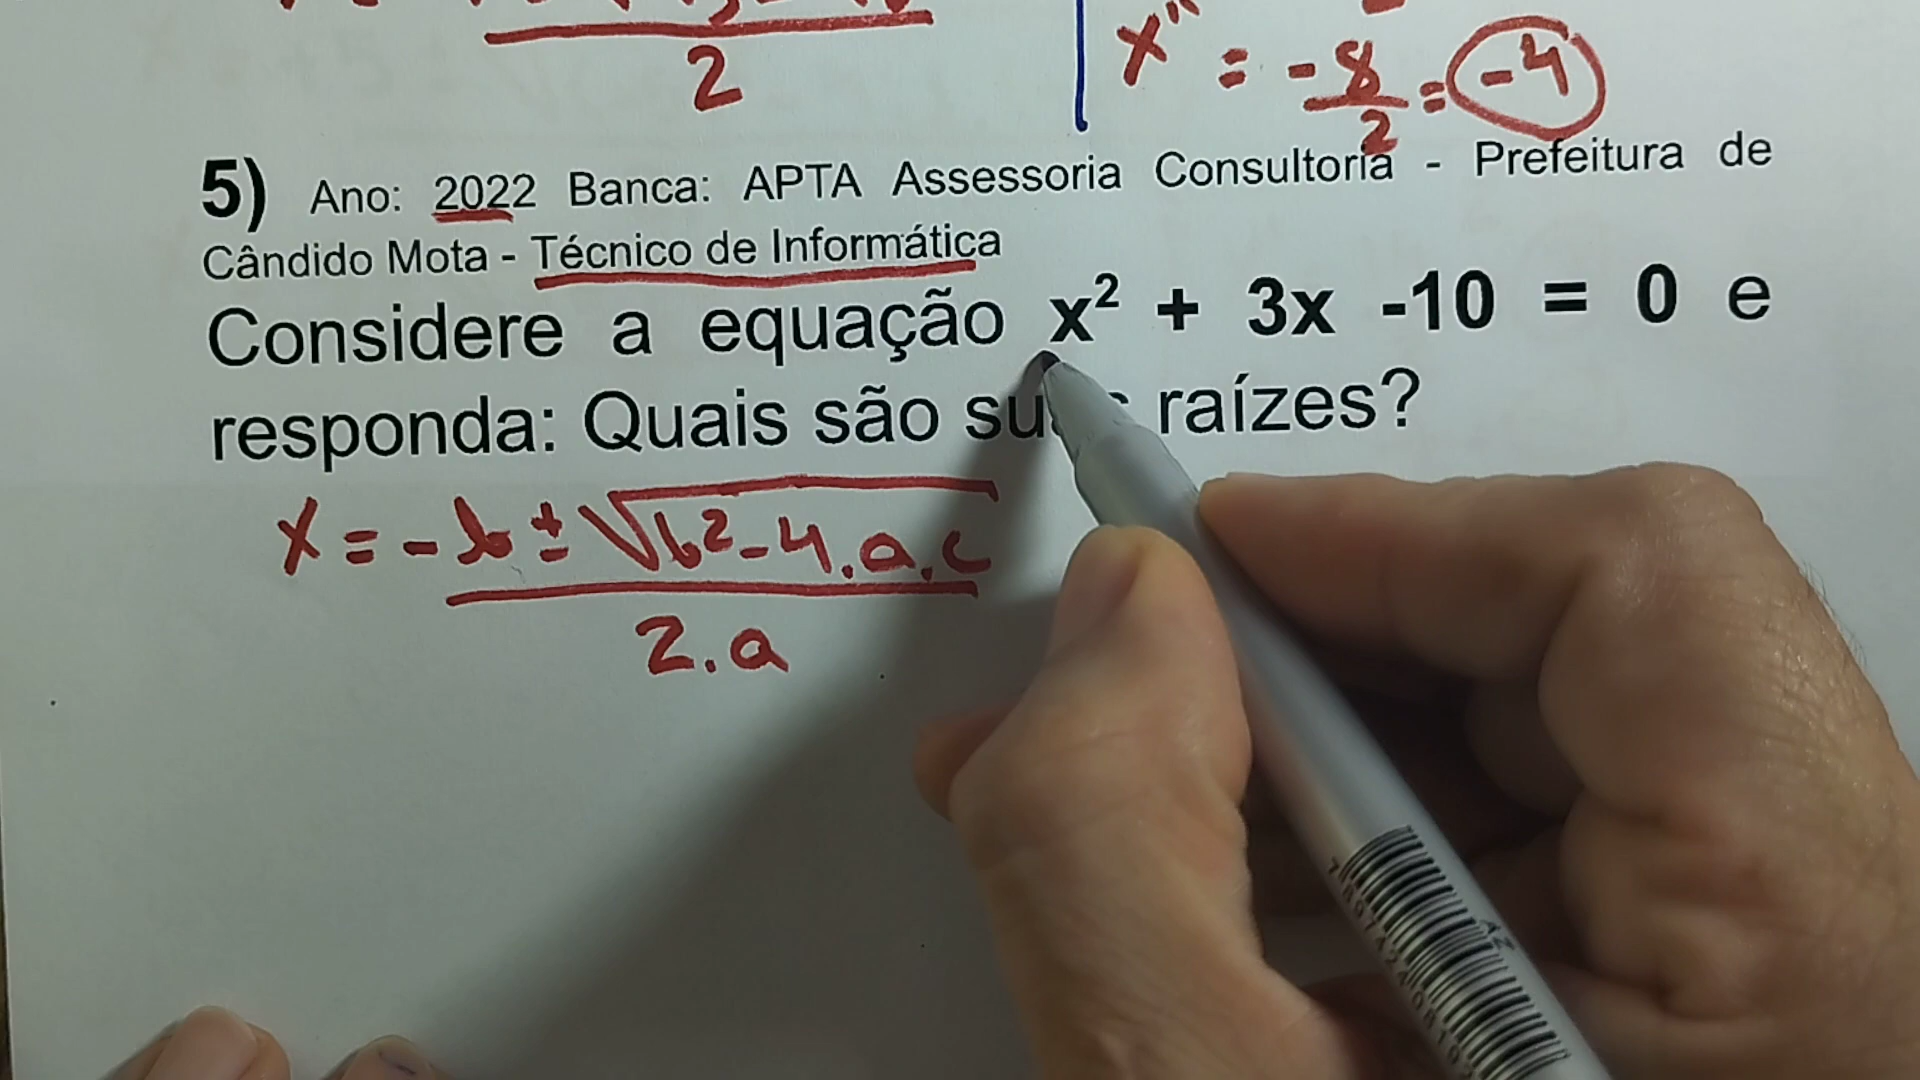 2
x" = -8/2 = -4
5) Ano: 2022 Banca: APTA Assessoria Consultoria - Prefeitura de
Cândido Mota - Técnico de Informática
Considere a equação x² + 3x -10 = 0 e
responda: Quais são raízes?
X = -b ± √b²-4.a.c
2.a